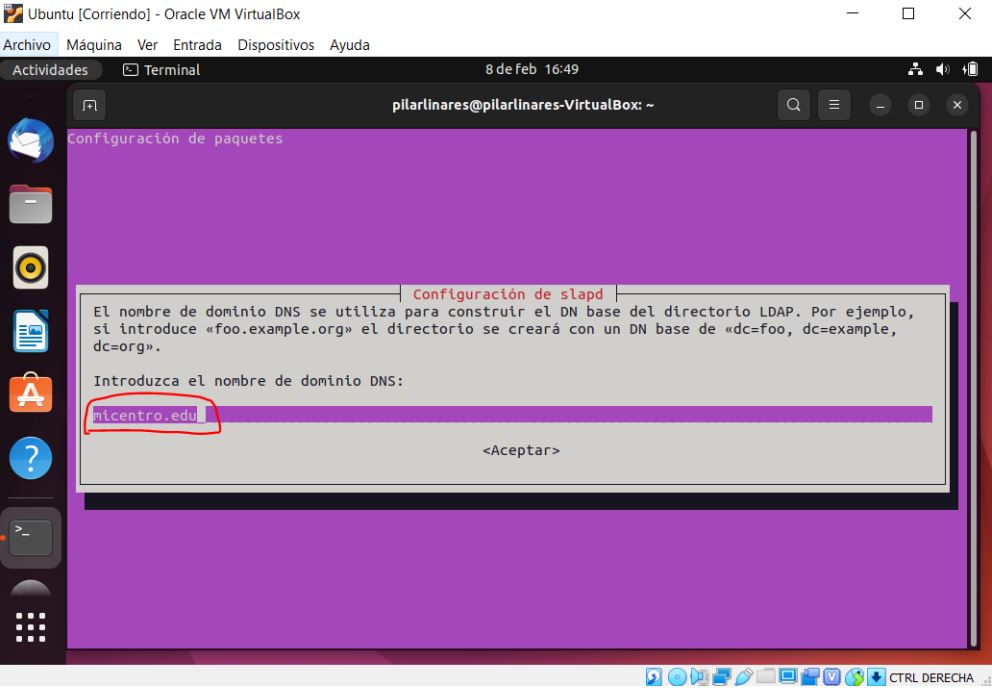 Ubuntu [Corriendo] - Oracle VM VirtualBox
Archivo Máquina Ver Entrada Dispositivos Ayuda
Actividades Terminal 8 de feb 16:49
pilarlinares@pilarlinares-VirtualBox: ~
Configuración de paquetes
Configuración de slapd
El nombre de dominio DNS se utiliza para construir el DN base del directorio LDAP. Por ejemplo,
si introduce «foo.example.org» el directorio se creará con un DN base de «dc=foo, dc=example,
dc=org».
Introduzca el nombre de dominio DNS:
micentro.edu
<Aceptar>
CTRL DERECHA